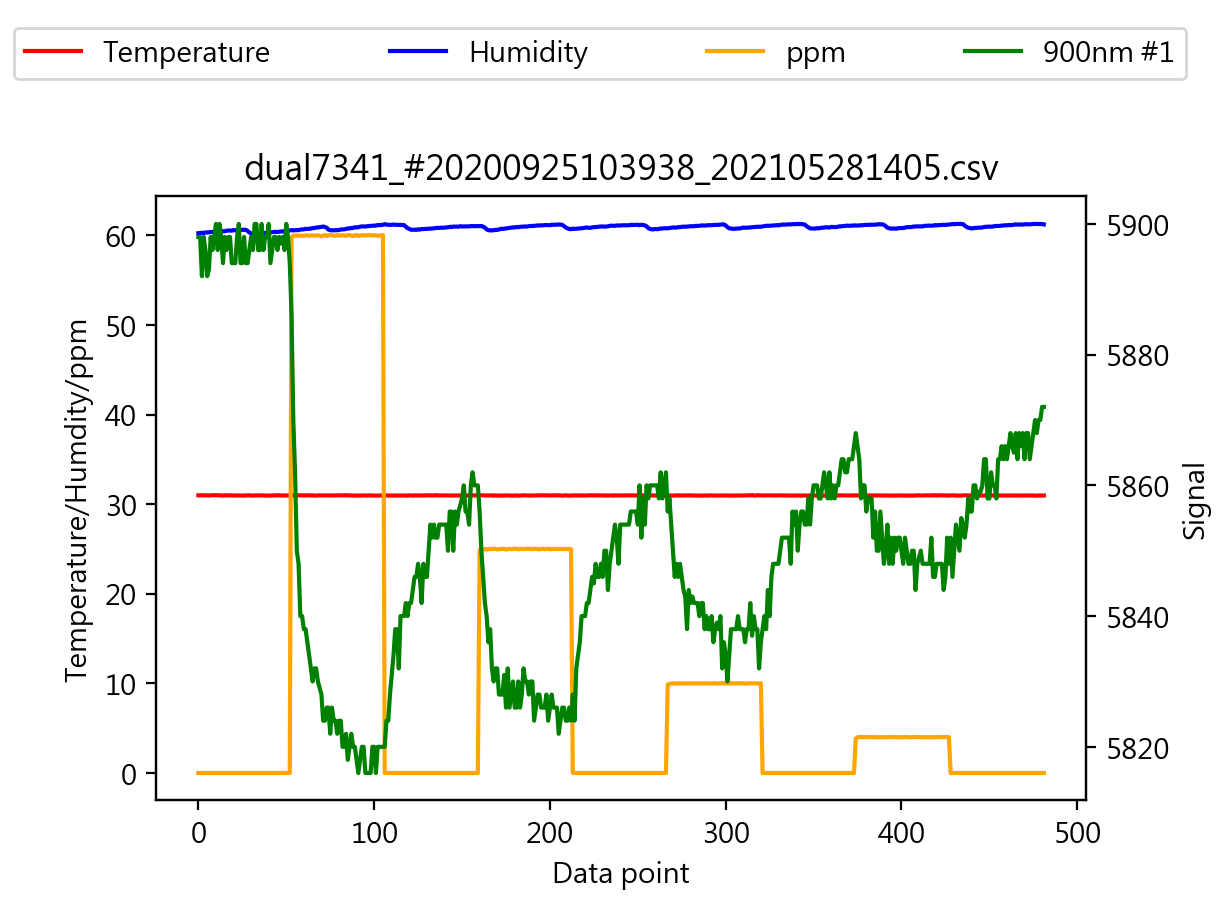 Temperature Humidity ppm 900nm #1
dual7341_#20200925103938_202105281405.csv
Temperature/Humdity/ppm
60
50
40
30
20
10
0
5900
5880
5860
5840
5820
Signal
0 100 200 300 400 500
Data point